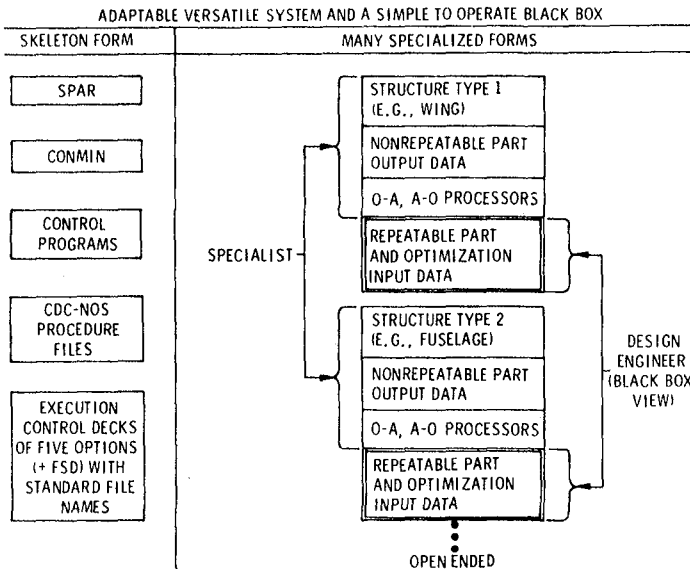 ADAPTABLE VERSATILE SYSTEM AND A SIMPLE TO OPERATE BLACK BOX
SKELETON FORM
MANY SPECIALIZED FORMS
SPAR
CONMIN
CONTROL
PROGRAMS
CDC-NOS
PROCEDURE
FILES
EXECUTION
CONTROL DECKS
OF FIVE OPTIONS
(+ FSD) WITH
STANDARD FILE
NAMES
SPECIALIST
STRUCTURE TYPE 1
(E.G., WING)
NONREPEATABLE PART
OUTPUT DATA
O-A, A-O PROCESSORS
REPEATABLE PART
AND OPTIMIZATION
INPUT DATA
STRUCTURE TYPE 2
(E.G., FUSELAGE)
NONREPEATABLE PART
OUTPUT DATA
O-A, A-O PROCESSORS
REPEATABLE PART
AND OPTIMIZATION
INPUT DATA
OPEN ENDED
DESIGN
ENGINEER
(BLACK BOX
VIEW)